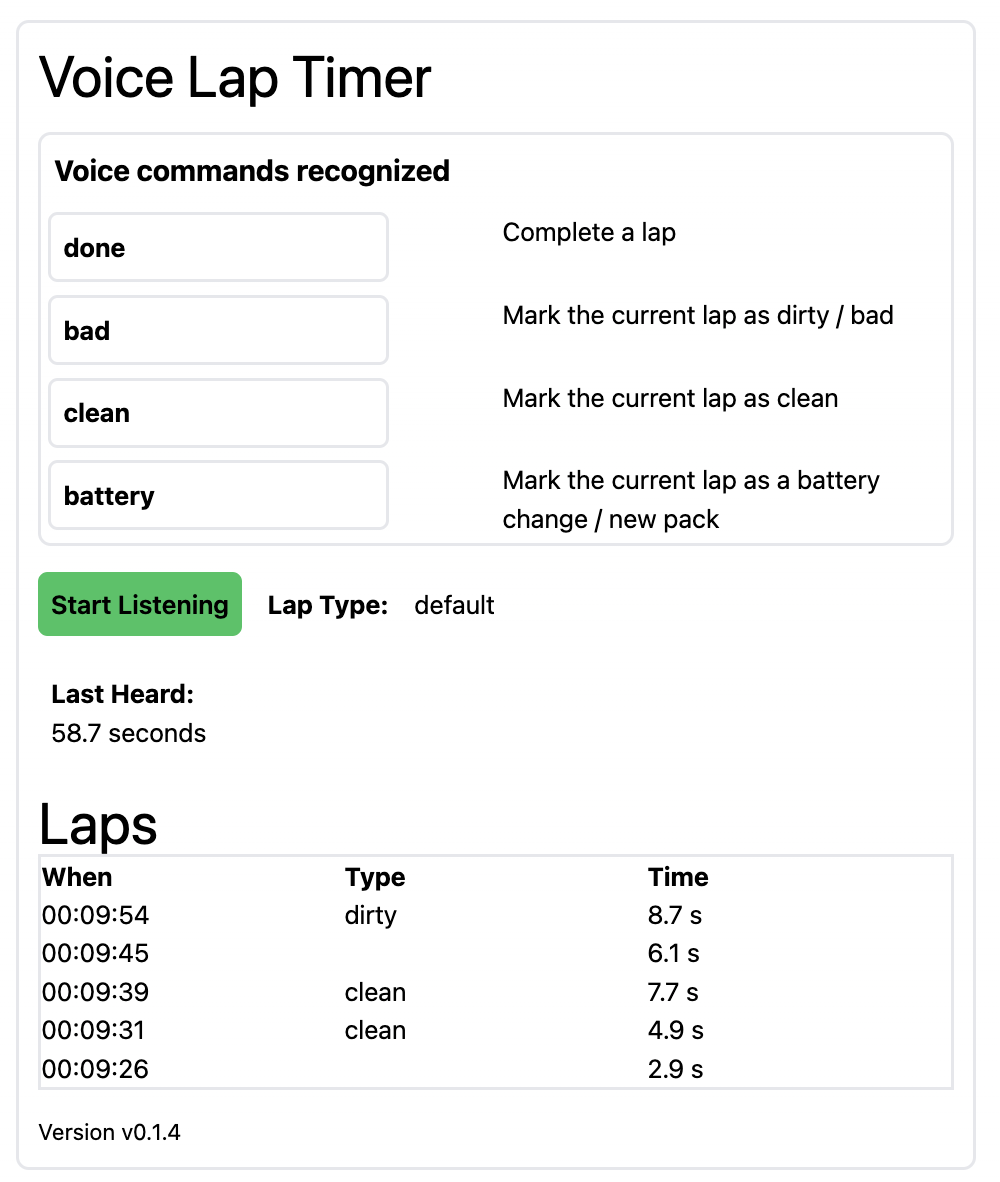 Voice Lap Timer
Voice commands recognized
done Complete a lap
bad Mark the current lap as dirty / bad
clean Mark the current lap as clean
battery Mark the current lap as a battery
change / new pack
Start Listening Lap Type: default
Last Heard:
58.7 seconds
Laps
When Type Time
00:09:54 dirty 8.7 s
00:09:45 6.1 s
00:09:39 clean 7.7 s
00:09:31 clean 4.9 s
00:09:26 2.9 s
Version v0.1.4